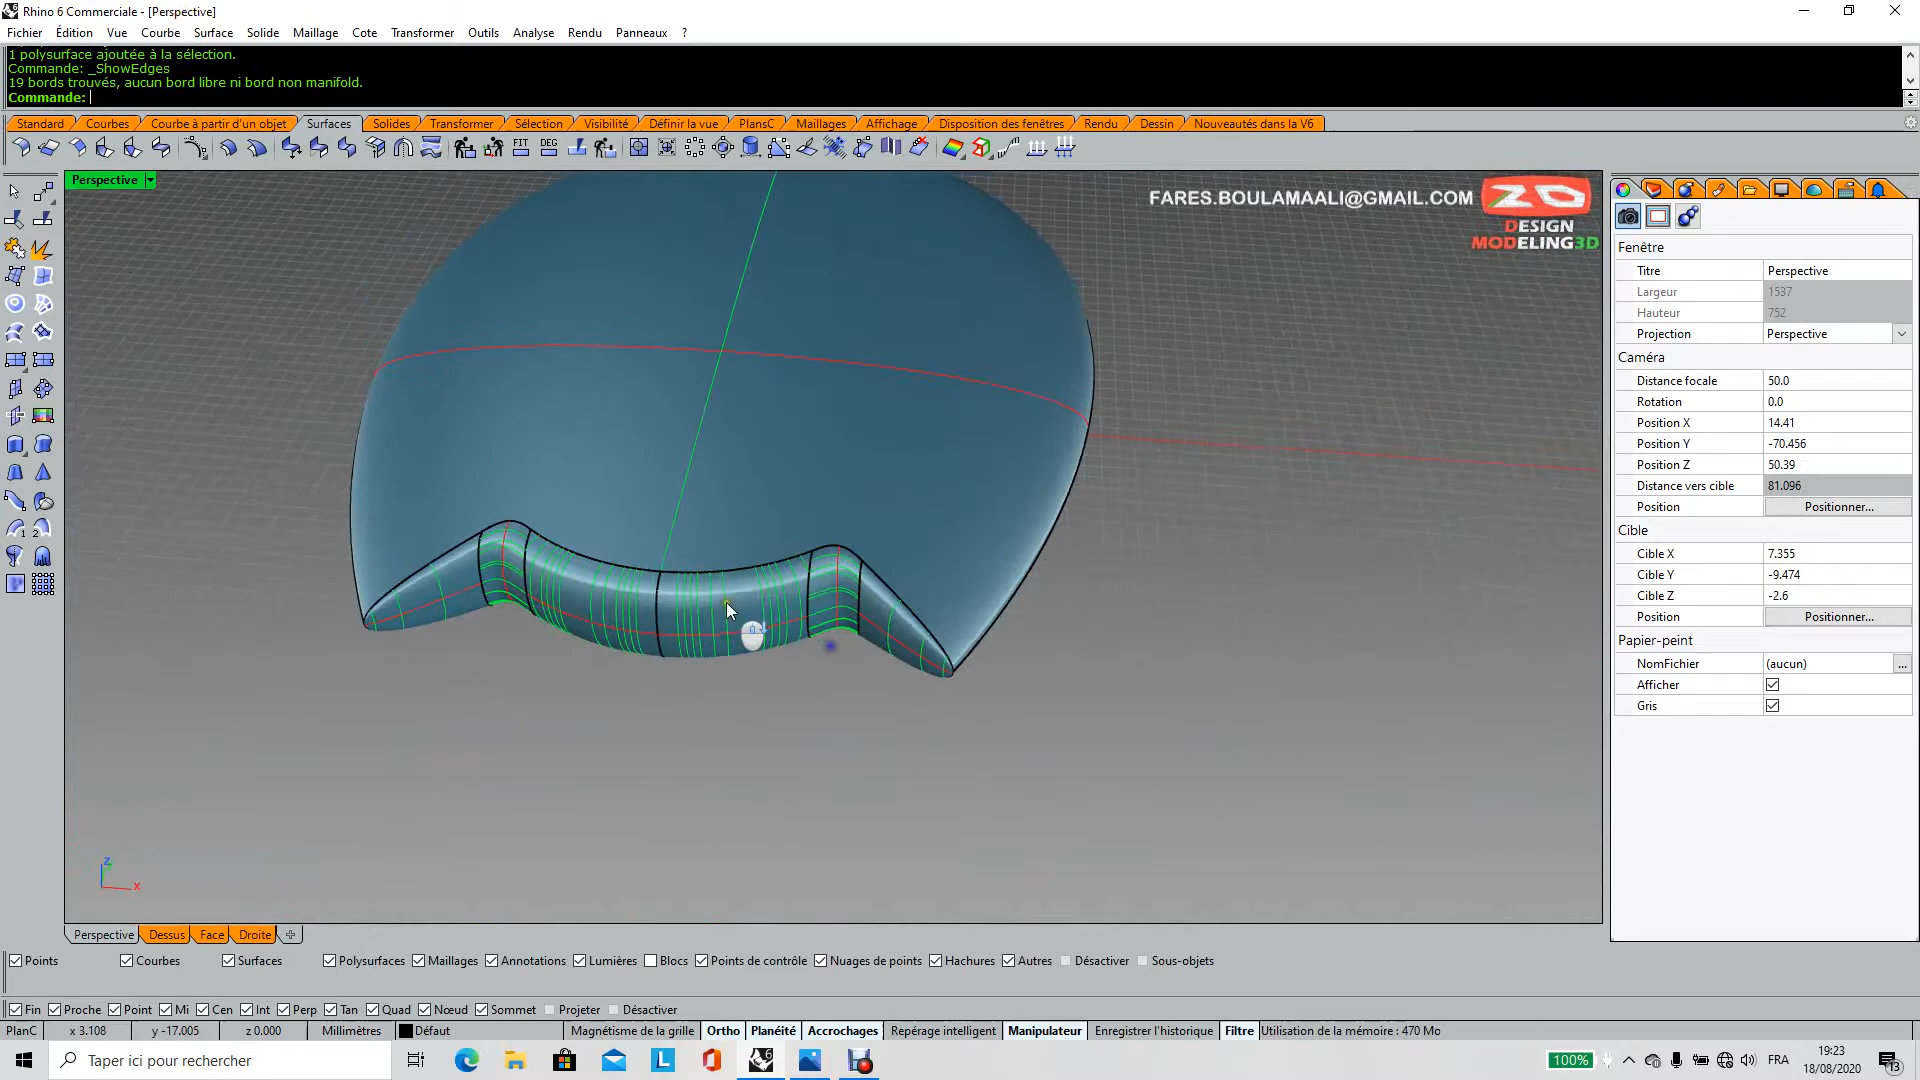 Rhino 6 Commerciale - [Perspective]
Fichier Édition Vue Courbe Surface Solide Maillage Cote Transformer Outils Analyse Rendu Panneaux ?
1 polysurface ajoutée à la sélection.
Commande: _ShowEdges
19 bords trouvés, aucun bord libre ni bord non manifold.
Commande:
Standard Courbes Courbe à partir d'un objet Surfaces Solides Transformer Sélection Visibilité Définir la vue PlansC Maillages Affichage Disposition des fenêtres Rendu Dessin Nouveautés dans la V6
FIT DEG
Perspective
FARES.BOULAMAALI@GMAIL.COM
ZO
DESIGN
MODELING3D
Fenêtre
Titre Perspective
Largeur 1537
Hauteur 752
Projection Perspective
Caméra
Distance focale 50.0
Rotation 0.0
Position X 14.41
Position Y -70.456
Position Z 50.39
Distance vers cible 81.096
Position Positionner...
Cible
Cible X 7.355
Cible Y -9.474
Cible Z -2.6
Position Positionner...
Papier-peint
NomFichier (aucun) ...
Afficher
Gris
z
x
Perspective Dessus Face Droite
Points Courbes Surfaces Polysurfaces Maillages Annotations Lumières Blocs Points de contrôle Nuages de points Hachures Autres Désactiver Sous-objets
Fin Proche Point Mi Cen Int Perp Tan Quad Nœud Sommet Projeter Désactiver
PlanC x 3.108 y -17.005 z 0.000 Millimètres Défaut Magnétisme de la grille Ortho Planéité Accrochages Repérage intelligent Manipulateur Enregistrer l'historique Filtre Utilisation de la mémoire : 470 Mo
Taper ici pour rechercher
100% FRA 19:23
18/08/2020
13